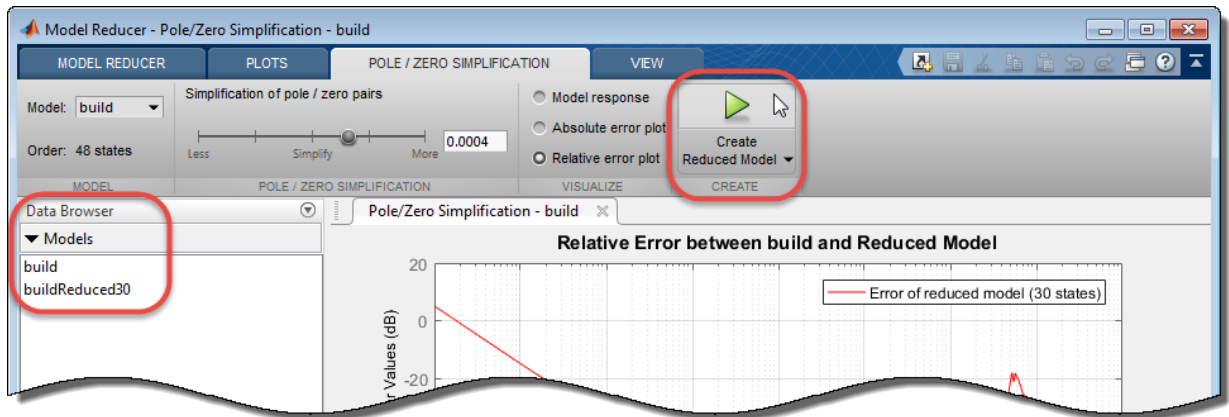 Model Reducer - Pole/Zero Simplification - build
MODEL REDUCER
PLOTS
POLE / ZERO SIMPLIFICATION
VIEW
Model: build
Order: 48 states
MODEL
Simplification of pole / zero pairs
Less
Simplify
More
0.0004
POLE / ZERO SIMPLIFICATION
Model response
Absolute error plot
Relative error plot
VISUALIZE
Create
Reduced Model
CREATE
Data Browser
Models
build
buildReduced30
Pole/Zero Simplification - build
Relative Error between build and Reduced Model
Error of reduced model (30 states)
20
0
-20
Values (dB)